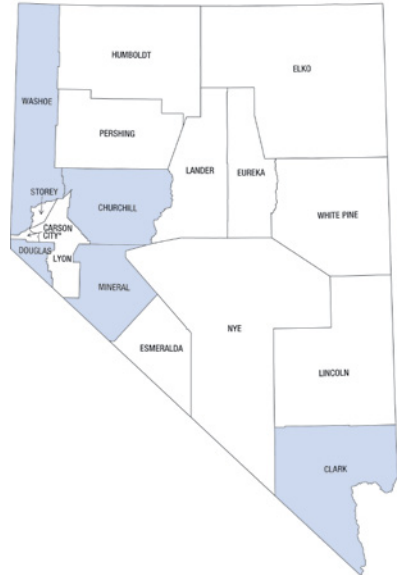 HUMBOLDT
ELKO
WASHOE
PERSHING
LANDER
EUREKA
STOREY
CHURCHILL
WHITE PINE
CARSON
CITY*
DOUGLAS
LYON
MINERAL
NYE
ESMERALDA
LINCOLN
CLARK